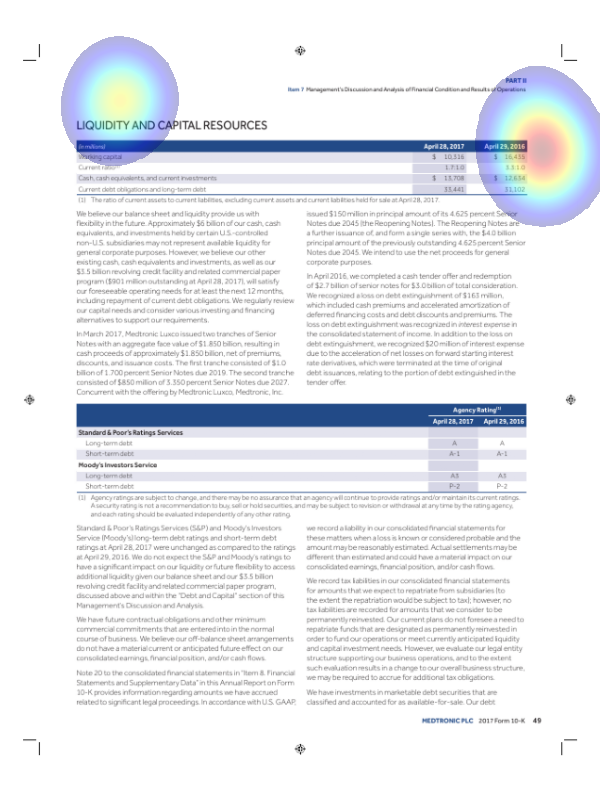 PART II
Item 7 Management's Discussion and Analysis of Financial Condition and Results of Operations
LIQUIDITY AND CAPITAL RESOURCES
(in millions) April 28, 2017 April 29, 2016
Working capital $ 10,316 $ 16,435
Current ratio(1) 1.7:1.0 3.3:1.0
Cash, cash equivalents, and current investments $ 13,708 $ 12,634
Current debt obligations and long-term debt 33,441 31,102
(1) The ratio of current assets to current liabilities, excluding current assets and current liabilities held for sale at April 28, 2017.
We believe our balance sheet and liquidity provide us with
flexibility in the future. Approximately $6 billion of our cash, cash
equivalents, and investments held by certain U.S.-controlled
non-U.S. subsidiaries may not represent available liquidity for
general corporate purposes. However, we believe our other
existing cash, cash equivalents and investments, as well as our
$3.5 billion revolving credit facility and related commercial paper
program ($901 million outstanding at April 28, 2017), will satisfy
our foreseeable operating needs for at least the next 12 months,
including repayment of current debt obligations. We regularly review
our capital needs and consider various investing and financing
alternatives to support our requirements.
In March 2017, Medtronic Luxco issued two tranches of Senior
Notes with an aggregate face value of $1.850 billion, resulting in
cash proceeds of approximately $1.850 billion, net of premiums,
discounts, and issuance costs. The first tranche consisted of $1.0
billion of 1.700 percent Senior Notes due 2019. The second tranche
consisted of $850 million of 3.350 percent Senior Notes due 2027.
Concurrent with the offering by Medtronic Luxco, Medtronic, Inc.
issued $150 million in principal amount of its 4.625 percent Senior
Notes due 2045 (the Reopening Notes). The Reopening Notes are
a further issuance of, and form a single series with, the $4.0 billion
principal amount of the previously outstanding 4.625 percent Senior
Notes due 2045. We intend to use the net proceeds for general
corporate purposes.
In April 2016, we completed a cash tender offer and redemption
of $2.7 billion of senior notes for $3.0 billion of total consideration.
We recognized a loss on debt extinguishment of $163 million,
which included cash premiums and accelerated amortization of
deferred financing costs and debt discounts and premiums. The
loss on debt extinguishment was recognized in interest expense in
the consolidated statement of income. In addition to the loss on
debt extinguishment, we recognized $20 million of interest expense
due to the acceleration of net losses on forward starting interest
rate derivatives, which were terminated at the time of original
debt issuances, relating to the portion of debt extinguished in the
tender offer.
Agency Rating(1)
April 28, 2017 April 29, 2016
Standard & Poor's Ratings Services
Long-term debt A A
Short-term debt A-1 A-1
Moody's Investors Service
Long-term debt A3 A3
Short-term debt P-2 P-2
(1) Agency ratings are subject to change, and there may be no assurance that an agency will continue to provide ratings and/or maintain its current ratings.
A security rating is not a recommendation to buy, sell or hold securities, and may be subject to revision or withdrawal at any time by the rating agency,
and each rating should be evaluated independently of any other rating.
Standard & Poor's Ratings Services (S&P) and Moody's Investors
Service (Moody's) long-term debt ratings and short-term debt
ratings at April 28, 2017 were unchanged as compared to the ratings
at April 29, 2016. We do not expect the S&P and Moody's ratings to
have a significant impact on our liquidity or future flexibility to access
additional liquidity given our balance sheet and our $3.5 billion
revolving credit facility and related commercial paper program,
discussed above and within the "Debt and Capital" section of this
Management's Discussion and Analysis.
We have future contractual obligations and other minimum
commercial commitments that are entered into in the normal
course of business. We believe our off-balance sheet arrangements
do not have a material current or anticipated future effect on our
consolidated earnings, financial position, and/or cash flows.
Note 20 to the consolidated financial statements in "Item 8. Financial
Statements and Supplementary Data" in this Annual Report on Form
10-K provides information regarding amounts we have accrued
related to significant legal proceedings. In accordance with U.S. GAAP,
we record a liability in our consolidated financial statements for
these matters when a loss is known or considered probable and the
amount may be reasonably estimated. Actual settlements may be
different than estimated and could have a material impact on our
consolidated earnings, financial position, and/or cash flows.
We record tax liabilities in our consolidated financial statements
for amounts that we expect to repatriate from subsidiaries (to
the extent the repatriation would be subject to tax); however, no
tax liabilities are recorded for amounts that we consider to be
permanently reinvested. Our current plans do not foresee a need to
repatriate funds that are designated as permanently reinvested in
order to fund our operations or meet currently anticipated liquidity
and capital investment needs. However, we evaluate our legal entity
structure supporting our business operations, and to the extent
such evaluation results in a change to our overall business structure,
we may be required to accrue for additional tax obligations.
We have investments in marketable debt securities that are
classified and accounted for as available-for-sale. Our debt
MEDTRONIC PLC 2017 Form 10-K 49